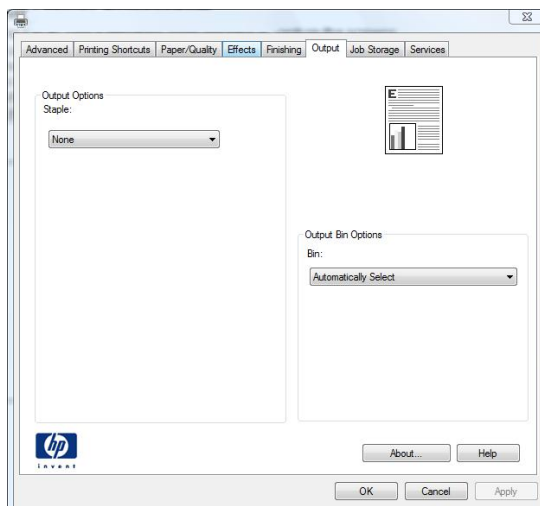 Advanced Printing Shortcuts Paper/Quality Effects Finishing Output Job Storage Services
Output Options
Staple:
None
E
Output Bin Options
Bin:
Automatically Select
hp
invent
About... Help
OK Cancel Apply